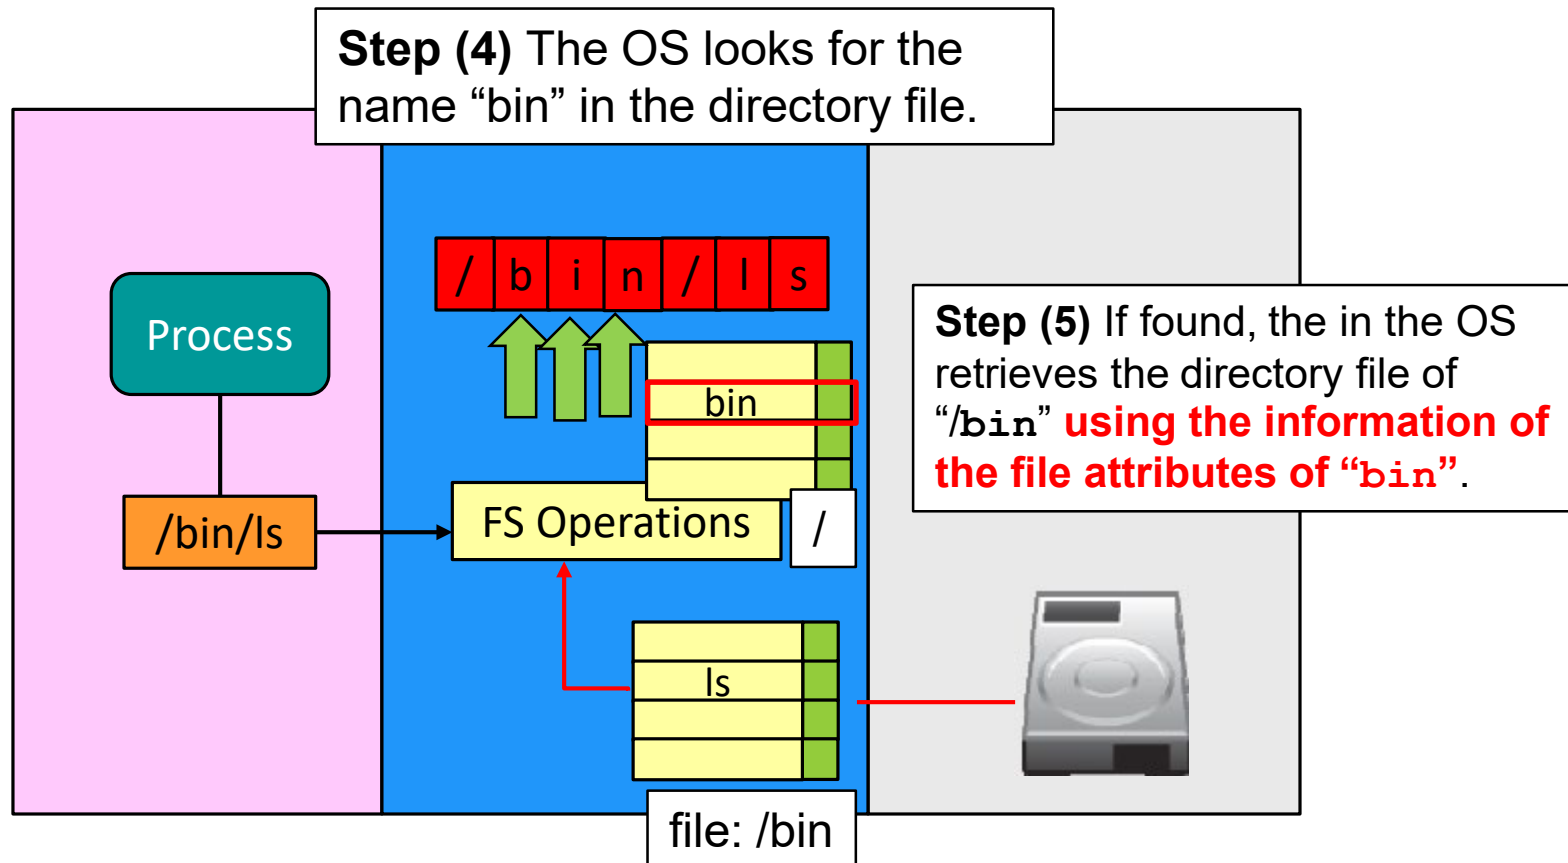 Step (4) The OS looks for the
name “bin” in the directory file.
/ b i n / l s
Process
Step (5) If found, the in the OS
retrieves the directory file of
“/bin” using the information of
the file attributes of “bin”.
bin
/bin/ls
FS Operations
/
ls
file: /bin